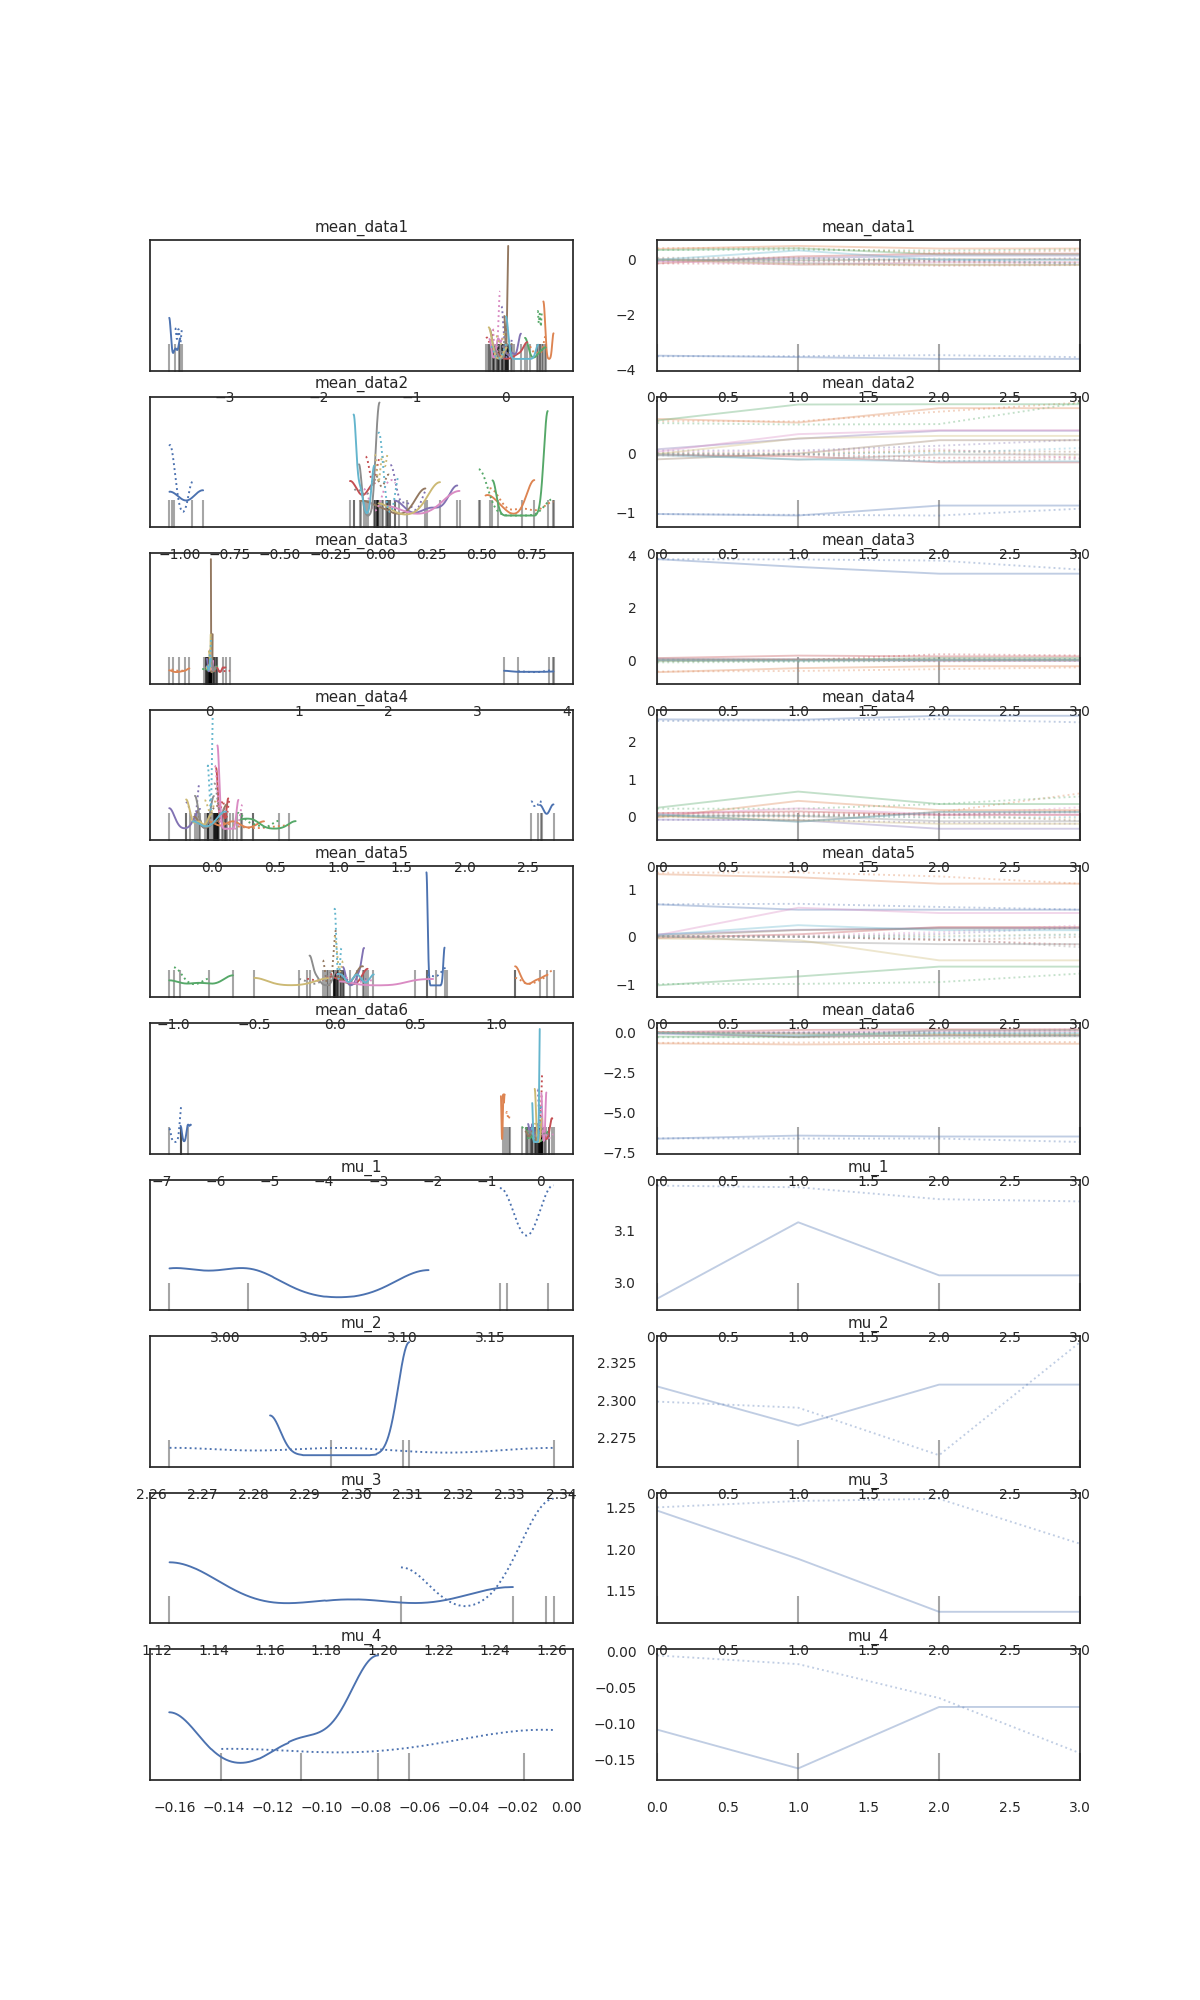 mean_data1 mean_data1
0
−2
−4
mean_data2 mean_data2
−3 −2 −1 0 0.0 0.5 1.0 1.5 2.0 2.5 3.0
0
−1
mean_data3 mean_data3
−1.00 −0.75 −0.50 −0.25 0.00 0.25 0.50 0.75 0.0 0.5 1.0 1.5 2.0 2.5 3.0
4
2
0
mean_data4 mean_data4
0 1 2 3 4 0.0 0.5 1.0 1.5 2.0 2.5 3.0
2
1
0
mean_data5 mean_data5
0.0 0.5 1.0 1.5 2.0 2.5 0.0 0.5 1.0 1.5 2.0 2.5 3.0
1
0
−1
mean_data6 mean_data6
−1.0 −0.5 0.0 0.5 1.0 0.0 0.5 1.0 1.5 2.0 2.5 3.0
0.0
−2.5
−5.0
−7.5
mu_1 mu_1
−7 −6 −5 −4 −3 −2 −1 0 0.0 0.5 1.0 1.5 2.0 2.5 3.0
3.1
3.0
mu_2 mu_2
3.00 3.05 3.10 3.15 0.0 0.5 1.0 1.5 2.0 2.5 3.0
2.325
2.300
2.275
mu_3 mu_3
2.26 2.27 2.28 2.29 2.30 2.31 2.32 2.33 2.34 0.0 0.5 1.0 1.5 2.0 2.5 3.0
1.25
1.20
1.15
mu_4 mu_4
1.12 1.14 1.16 1.18 1.20 1.22 1.24 1.26 0.0 0.5 1.0 1.5 2.0 2.5 3.0
0.00
−0.05
−0.10
−0.15
−0.16 −0.14 −0.12 −0.10 −0.08 −0.06 −0.04 −0.02 0.00 0.0 0.5 1.0 1.5 2.0 2.5 3.0